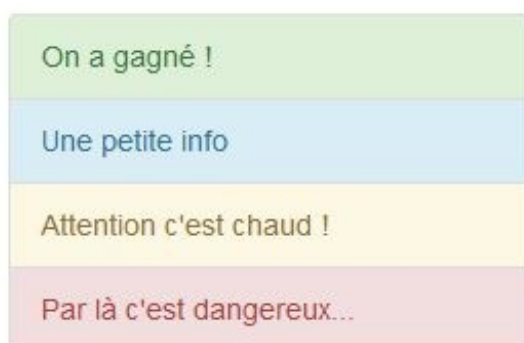 On a gagné !
Une petite info
Attention c'est chaud !
Par là c'est dangereux...